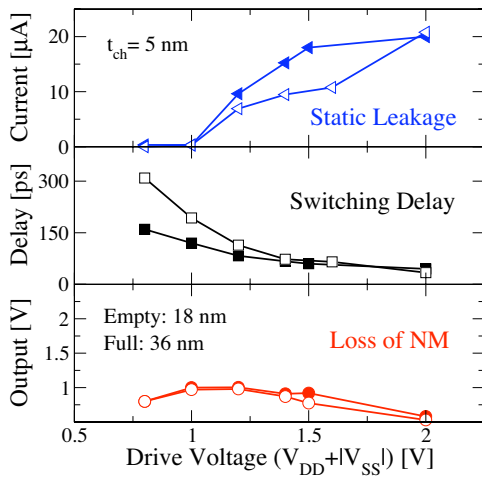 t_ch= 5 nm
20
10
0
Current [μA]
Static Leakage
300
150
0
Delay [ps]
Switching Delay
2
1.5
1
Output [V]
Empty: 18 nm
Full: 36 nm
Loss of NM
0.5 1 1.5 2
Drive Voltage (V_DD+|V_SS|) [V]